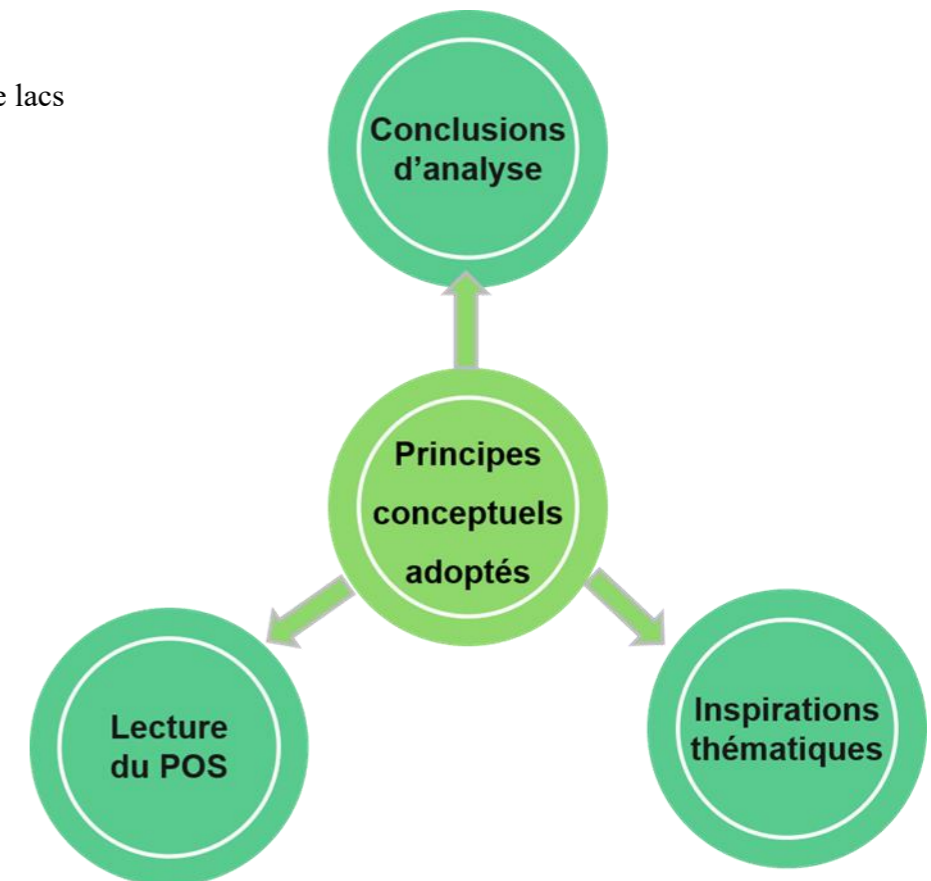 e lacs
Conclusions
d’analyse
Principes
conceptuels
adoptés
Lecture
du POS
Inspirations
thématiques